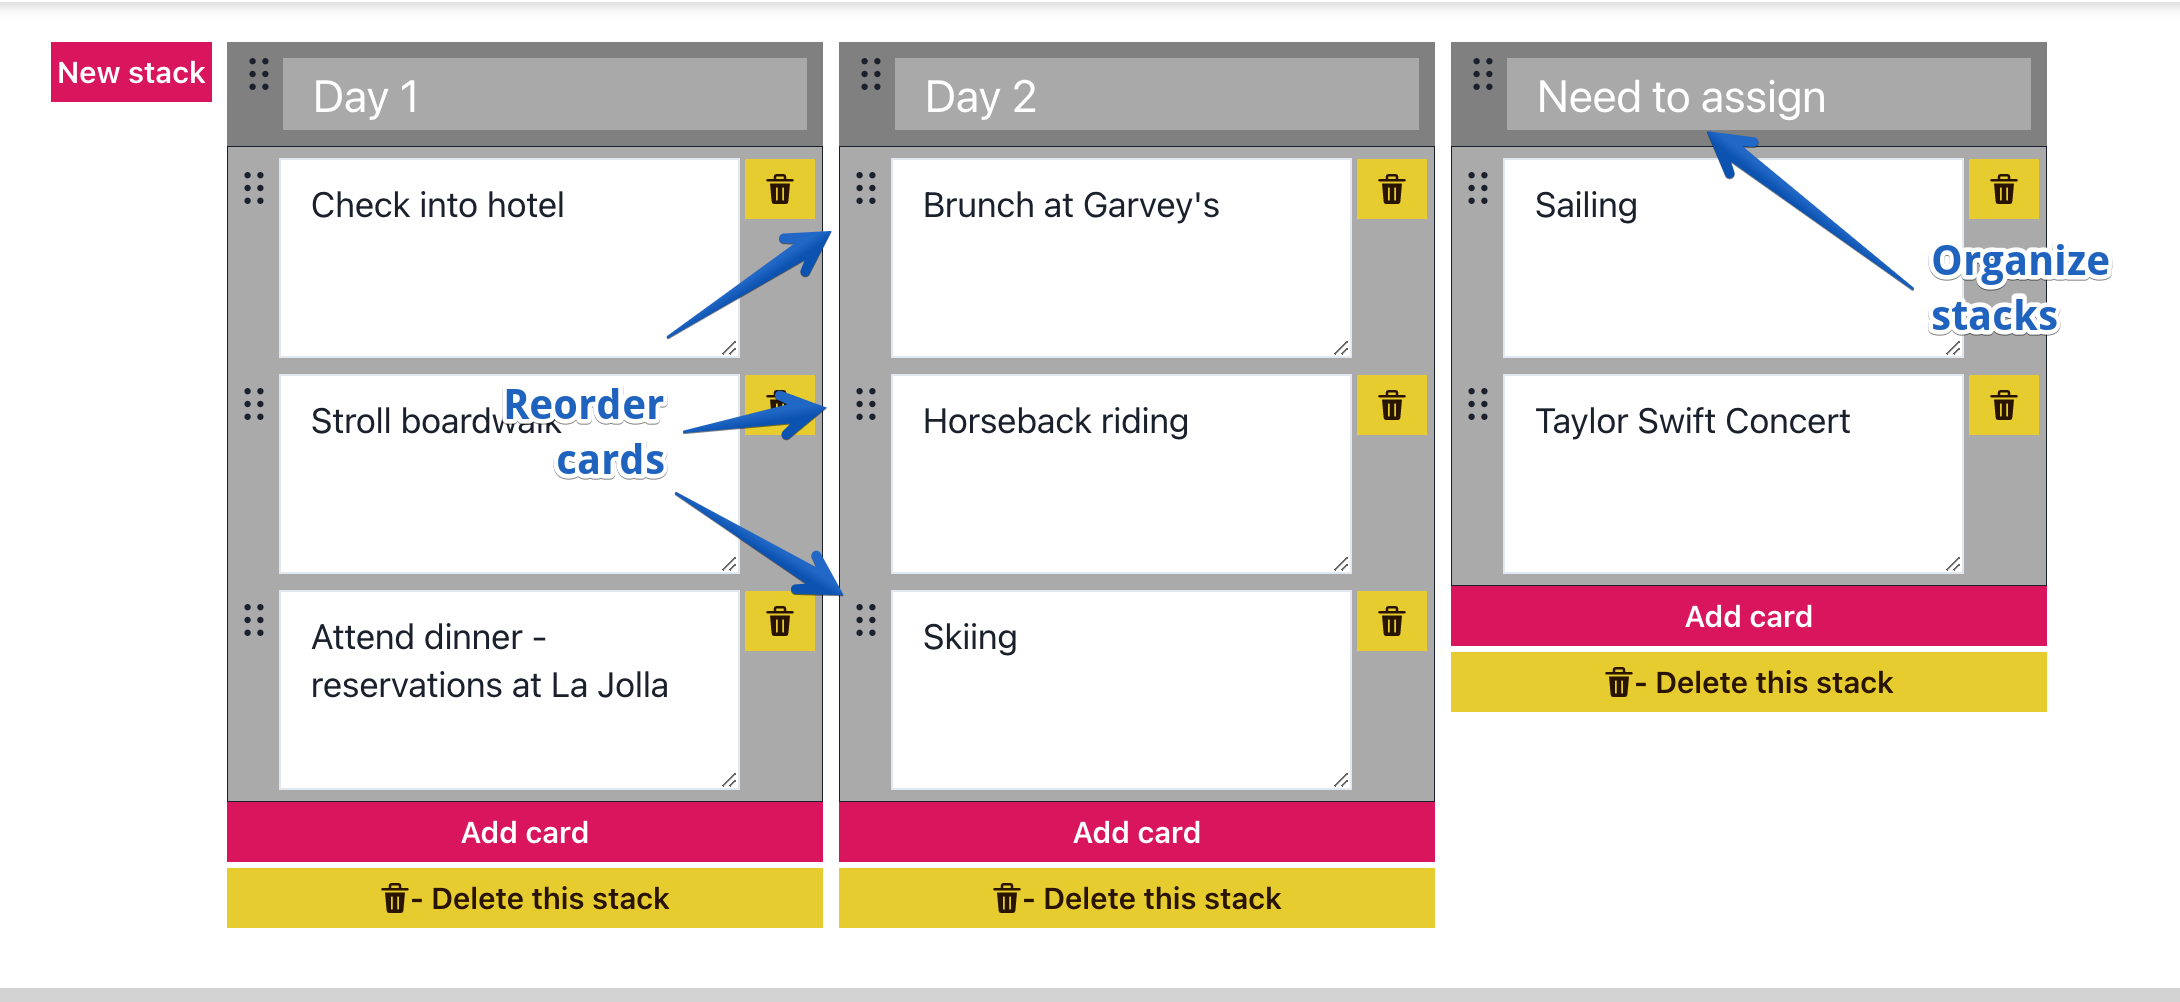 New stack
Day 1
Check into hotel
Stroll boardwalk
Attend dinner -
reservations at La Jolla
Add card
- Delete this stack
Reorder
cards
Day 2
Brunch at Garvey's
Horseback riding
Skiing
Add card
- Delete this stack
Need to assign
Sailing
Taylor Swift Concert
Add card
- Delete this stack
Organize
stacks